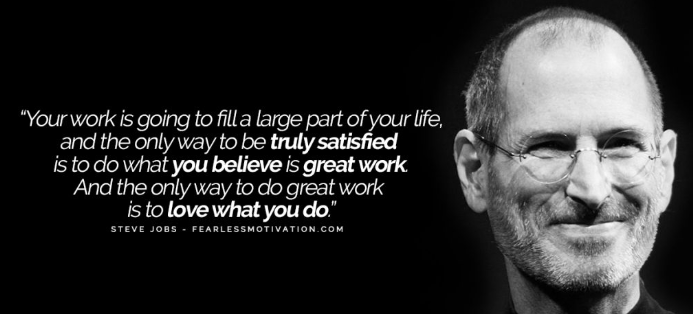 “Your work is going to fill a large part of your life,
and the only way to be truly satisfied
is to do what you believe is great work.
And the only way to do great work
is to love what you do.”
STEVE JOBS - FEARLESSMOTIVATION.COM